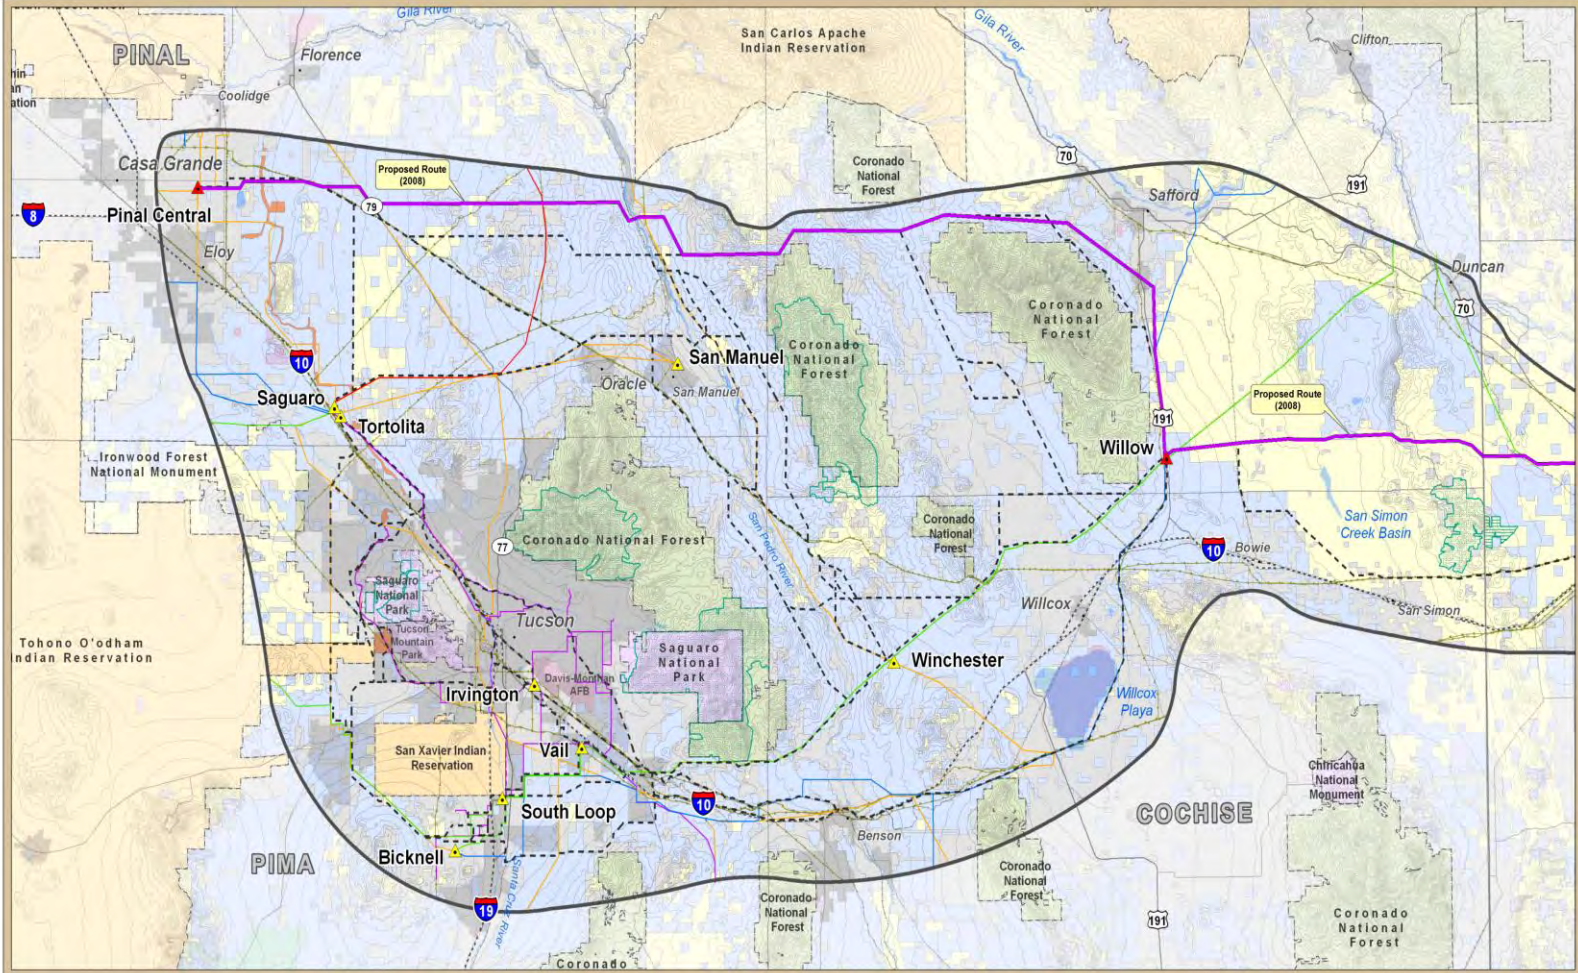 Gila River
Gila River
San Carlos Apache
Indian Reservation
PINAL
Florence
Clifton
Coolidge
Casa Grande
Proposed Route
(2008)
Coronado
National
Forest
70
191
Safford
79
8
Pinal Central
Eloy
Duncan
70
Coronado
National
Forest
10
San Manuel
Coronado
National
Forest
Oracle
San Manuel
Saguaro
Tortolita
Proposed Route
(2008)
191
Willow
Ironwood Forest
National Monument
Coronado
National
Forest
San Simon
Creek Basin
77
Coronado National Forest
San Pedro River
10
Bowie
Saguaro
National
Park
Tucson
Mountain
Park
Tucson
Willcox
San Simon
Tohono O'odham
Indian Reservation
Saguaro
National
Park
Winchester
Irvington
Davis-Monthan
AFB
Willcox
Playa
San Xavier Indian
Reservation
Vail
Chiricahua
National
Monument
10
South Loop
COCHISE
Benson
Bicknell
PIMA
Santa Cruz River
Coronado
National
Forest
Coronado
National
Forest
19
191
Coronado
National
Forest
Coronado